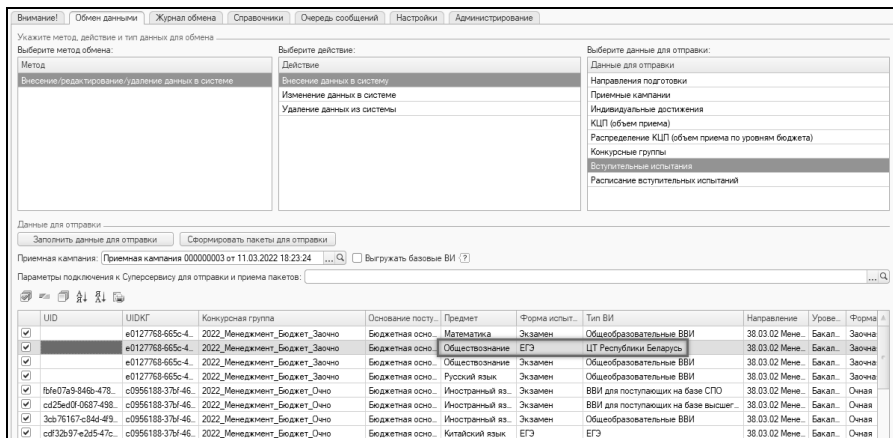 Внимание! Обмен данными Журнал обмена Справочники Очередь сообщений Настройки Администрирование
Укажите метод, действие и тип данных для обмена
Выберите метод обмена: Выберите действие: Выберите данные для отправки:
Метод Действие Данные для отправки
Внесение/редактирование/удаление данных в системе Внесение данных в систему Направления подготовки
Изменение данных в системе Приемные кампании
Удаление данных из системы Индивидуальные достижения
КЦП (объем приема)
Распределение КЦП (объем приема по уровням бюджета)
Конкурсные группы
Вступительные испытания
Расписание вступительных испытаний
Данные для отправки
Заполнить данные для отправки Сформировать пакеты для отправки
Приемная кампания: Приемная кампания 000000003 от 11.03.2022 18:23:24 ... Выгружать базовые ВИ ?
Параметры подключения к Суперсервису для отправки и приема пакетов: ...
UID UIDКГ Конкурсная группа Основание посту... Предмет Форма испыт... Тип ВИ Направление Урове... Форма
e0127768-665c-4... 2022_Менеджмент_Бюджет_Заочно Бюджетная осно... Математика Экзамен Общеобразовательные ВВИ 38.03.02 Мене... Бакал... Заочна
e0127768-665c-4... 2022_Менеджмент_Бюджет_Заочно Бюджетная осно... Обществознание ЕГЭ ЦТ Республики Беларусь 38.03.02 Мене... Бакал... Заочна
e0127768-665c-4... 2022_Менеджмент_Бюджет_Заочно Бюджетная осно... Обществознание Экзамен Общеобразовательные ВВИ 38.03.02 Мене... Бакал... Заочна
e0127768-665c-4... 2022_Менеджмент_Бюджет_Заочно Бюджетная осно... Русский язык Экзамен Общеобразовательные ВВИ 38.03.02 Мене... Бакал... Заочна
fbfe07a9-846b-478... c0956188-37bf-46... 2022_Менеджмент_Бюджет_Очно Бюджетная осно... Иностранный яз... Экзамен ВВИ для поступающих на базе СПО 38.03.02 Мене... Бакал... Очная
cd25ed0f-0687-498... c0956188-37bf-46... 2022_Менеджмент_Бюджет_Очно Бюджетная осно... Иностранный яз... Экзамен ВВИ для поступающих на базе высшег... 38.03.02 Мене... Бакал... Очная
3cb76167-c84d-4f9... c0956188-37bf-46... 2022_Менеджмент_Бюджет_Очно Бюджетная осно... Иностранный яз... Экзамен Общеобразовательные ВВИ 38.03.02 Мене... Бакал... Очная
cdf32b97-e2d5-47c... c0956188-37bf-46... 2022_Менеджмент_Бюджет_Очно Бюджетная осно... Китайский язык ЕГЭ ЕГЭ 38.03.02 Мене... Бакал... Очная